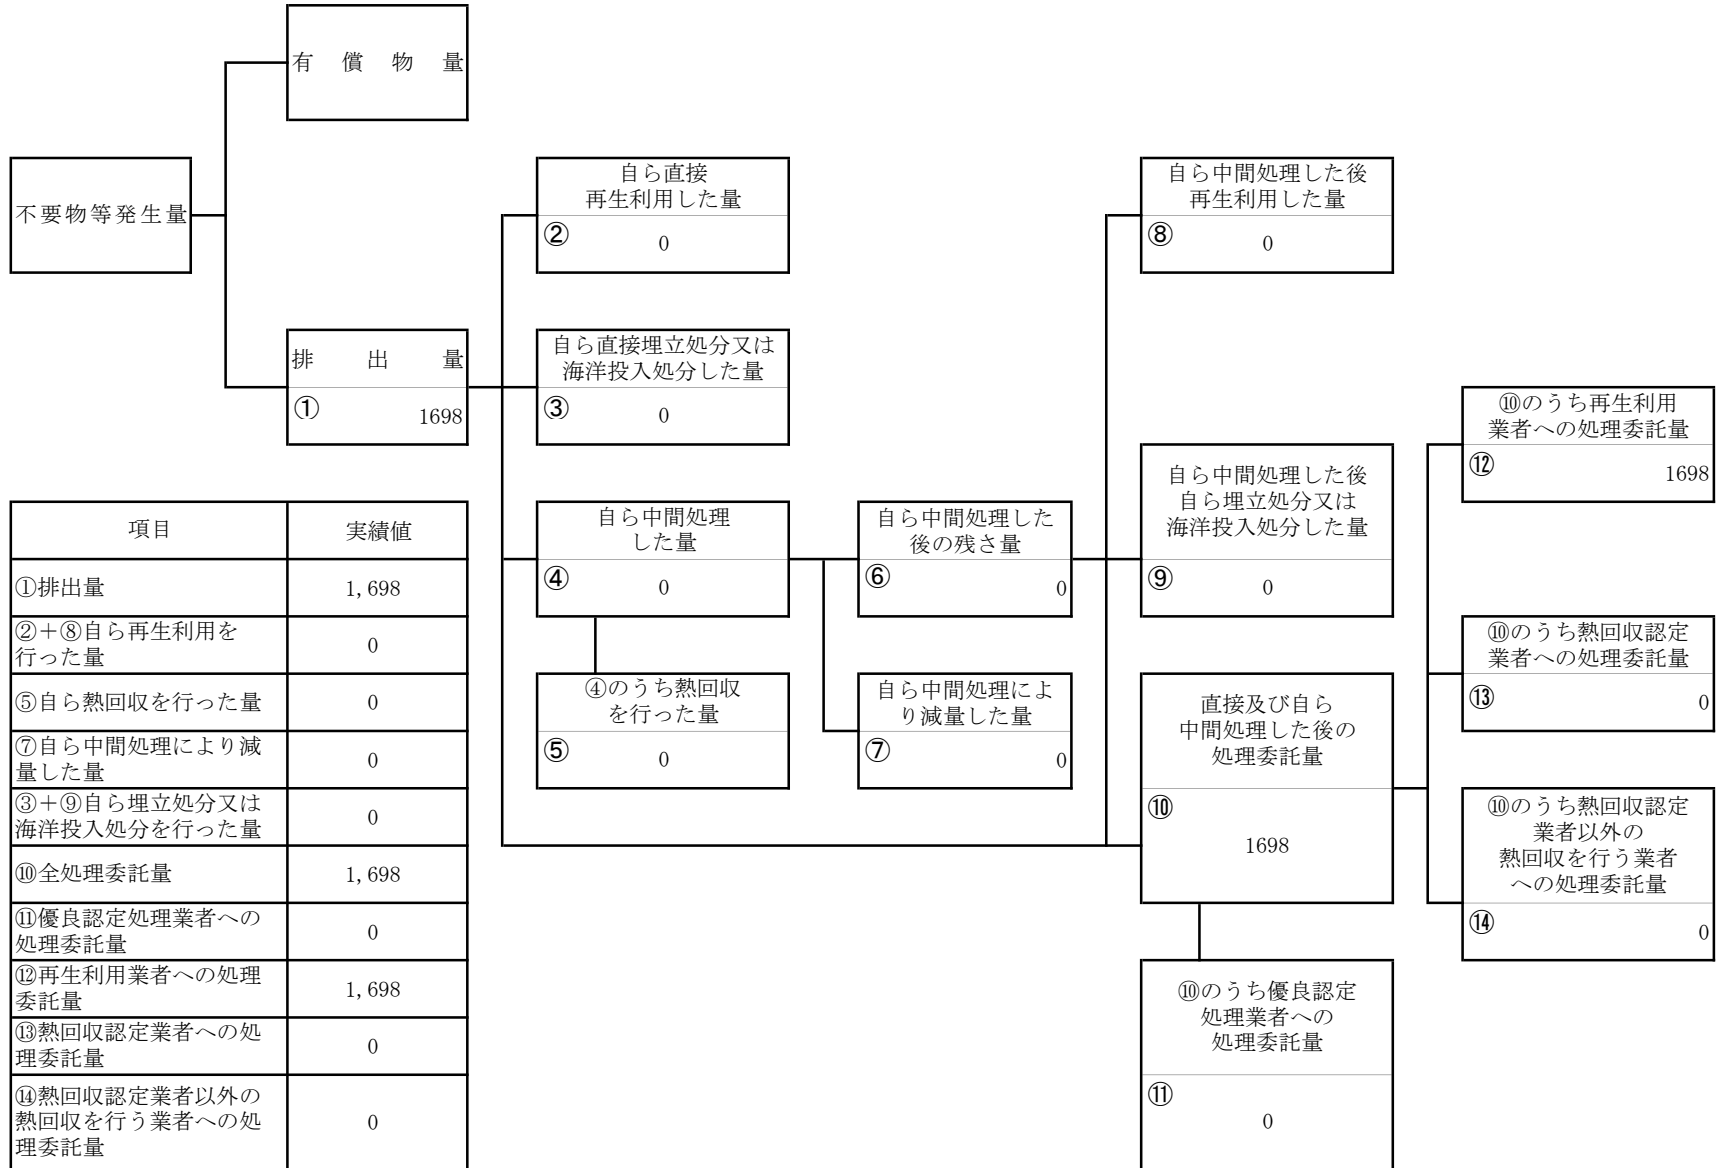 有償物量
不要物等発生量
排出量
①
1698
自ら直接
再生利用した量
②
0
自ら直接埋立処分又は
海洋投入処分した量
③
0
自ら中間処理
した量
④
0
④のうち熱回収
を行った量
⑤
0
自ら中間処理した
後の残さ量
⑥
0
自ら中間処理によ
り減量した量
⑦
0
自ら中間処理した後
再生利用した量
⑧
0
自ら中間処理した後
自ら埋立処分又は
海洋投入処分した量
⑨
0
直接及び自ら
中間処理した後の
処理委託量
⑩
1698
⑩のうち優良認定
処理業者への
処理委託量
⑪
0
⑩のうち再生利用
業者への処理委託量
⑫
1698
⑩のうち熱回収認定
業者への処理委託量
⑬
0
⑩のうち熱回収認定
業者以外の
熱回収を行う業者
への処理委託量
⑭
0
項目 実績値
①排出量 1,698
②+⑧自ら再生利用を
行った量 0
⑤自ら熱回収を行った量 0
⑦自ら中間処理により減
量した量 0
③+⑨自ら埋立処分又は
海洋投入処分を行った量 0
⑩全処理委託量 1,698
⑪優良認定処理業者への
処理委託量 0
⑫再生利用業者への処理
委託量 1,698
⑬熱回収認定業者への処
理委託量 0
⑭熱回収認定業者以外の
熱回収を行う業者への処
理委託量 0